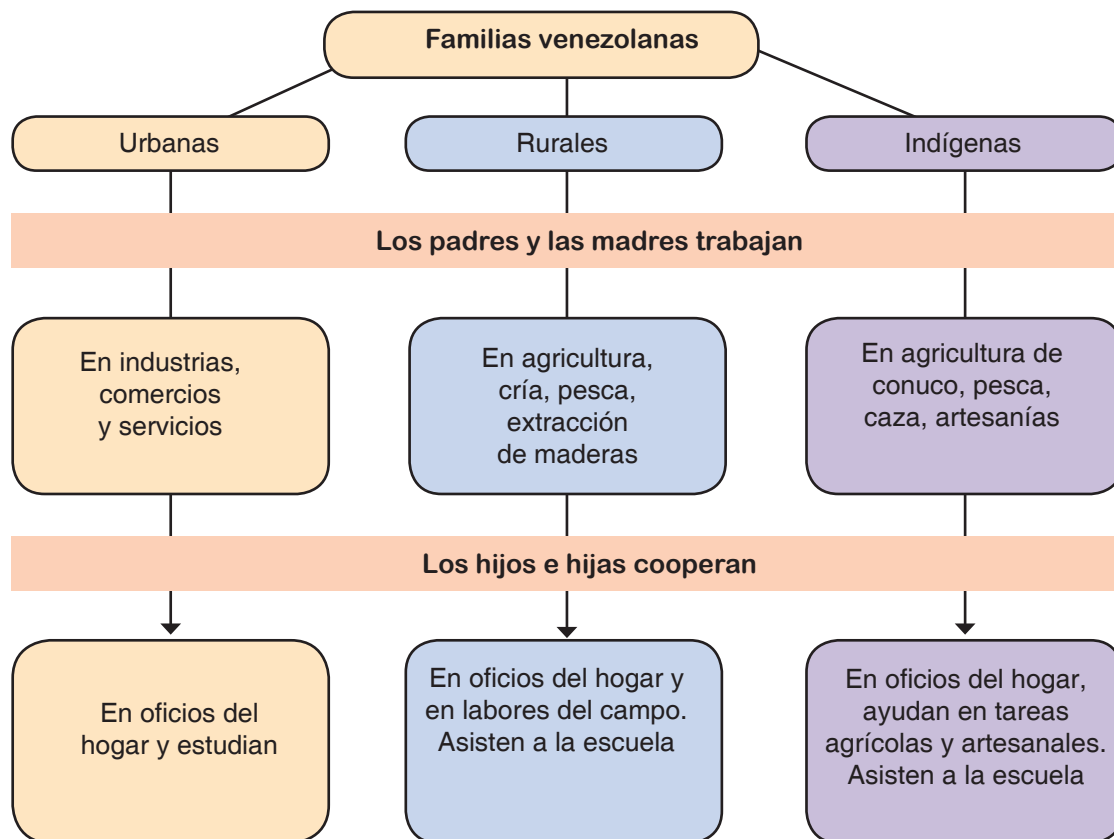 Familias venezolanas
Urbanas
Rurales
Indígenas
Los padres y las madres trabajan
En industrias,
comercios
y servicios
En agricultura,
cría, pesca,
extracción
de maderas
En agricultura de
conuco, pesca,
caza, artesanías
Los hijos e hijas cooperan
En oficios del
hogar y estudian
En oficios del hogar y
en labores del campo.
Asisten a la escuela
En oficios del hogar,
ayudan en tareas
agrícolas y artesanales.
Asisten a la escuela